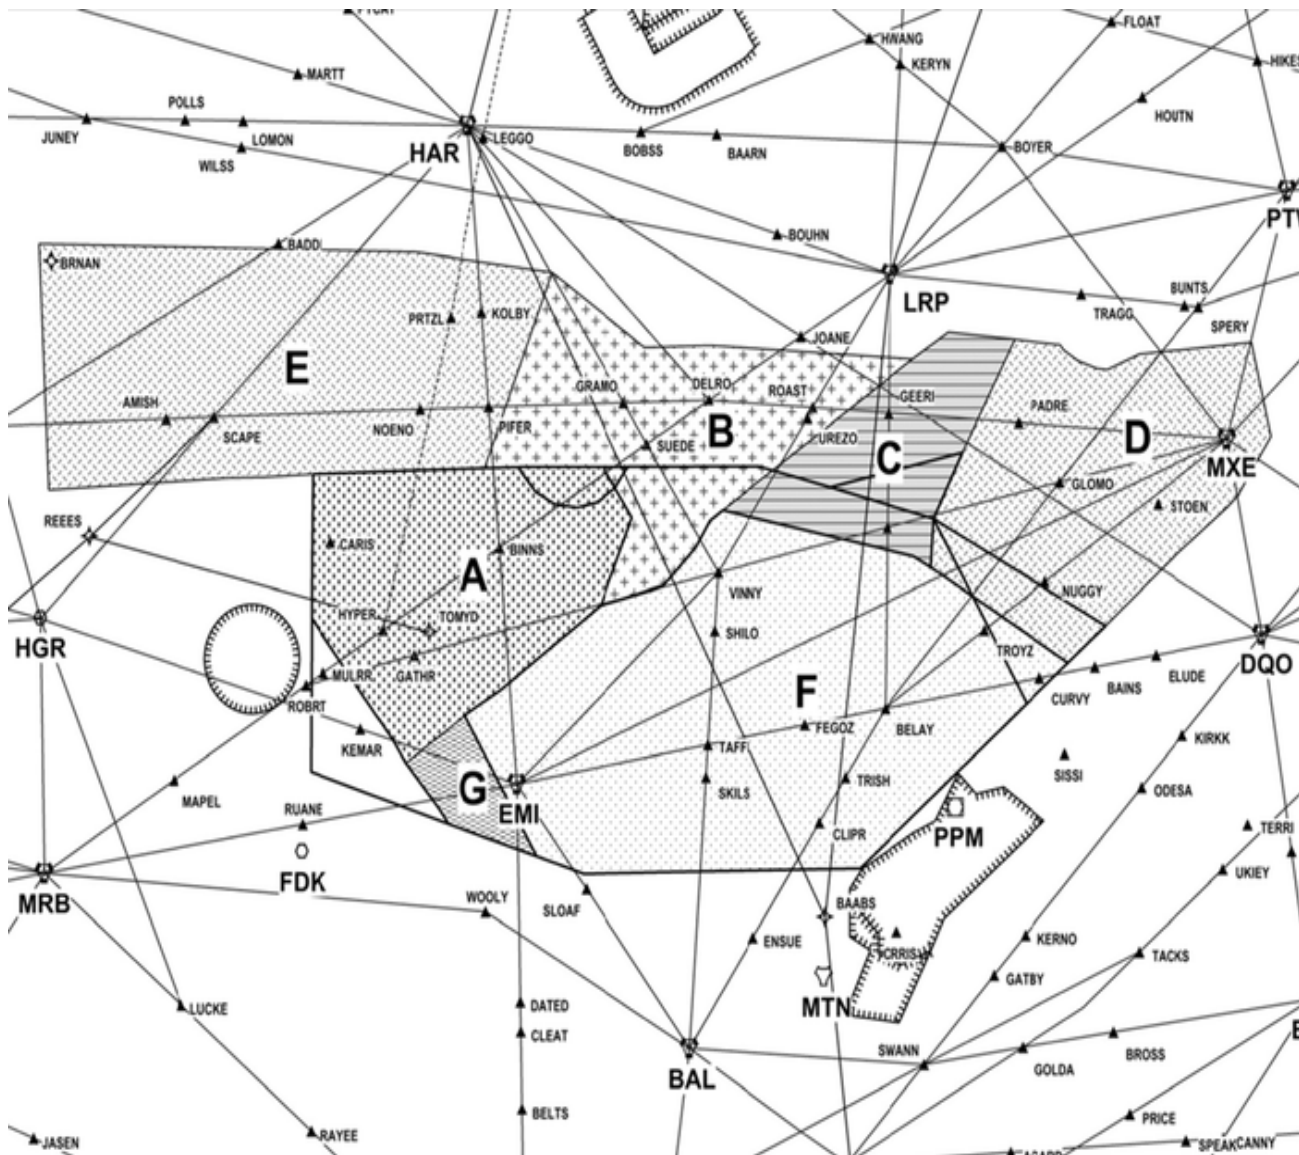 FLOAT
HWANG
KERYN
HIKES
MARTT
HOUTN
POLLS
JUNEY
LOMON
WILSS
HAR
LEGGO
BOBSS
BAARN
BOYER
BADDI
BRNAN
BOUHN
LRP
BUNTS
TRAGG
SPERY
PRTZL
KOLBY
JOANE
E
GRAMO
DELRO
ROAST
GEERI
AMISH
SCAPE
NOENO
PIFER
SUEDE
B
C
PADRE
D
MXE
GLOMO
STOEN
REEES
CARIS
BINNS
A
VINNY
NUGGY
HYPER
TOMYD
SHILO
HGR
MULRR
GATHR
TROYZ
DQO
ROBRT
KEMAR
F
CURVY
BAINS
ELUDE
FEGOZ
BELAY
TAFFI
KIRKK
SISSI
MAPEL
RUANE
G
EMI
SKILS
TRISH
ODESA
CLIPR
PPM
TERRI
FDK
MRB
WOOLY
SLOAF
UKIEY
BAABS
ENSUE
CRRIS
KERNO
TACKS
GATBY
MTN
LUCKE
DATED
CLEAT
BAL
SWANN
GOLDA
BROSS
BELTS
PRICE
JASEN
RAYEE
SPEAK
CANNY